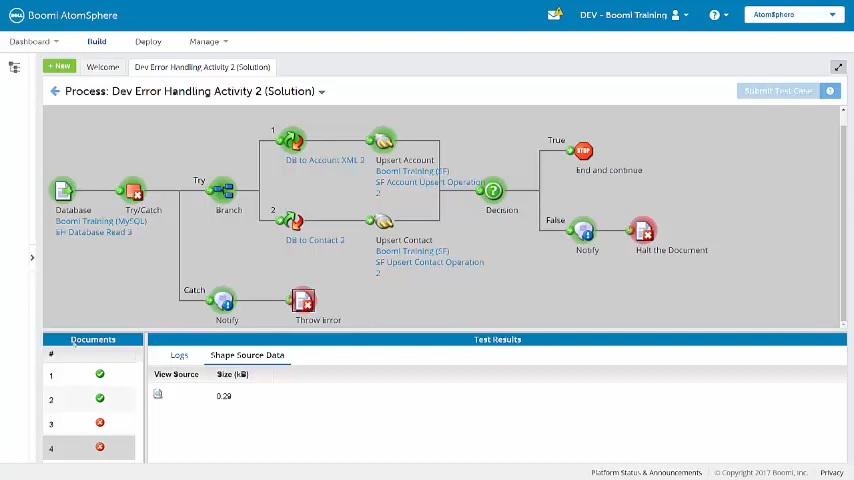 DELL Boomi AtomSphere
DEV - Boomi Training
AtomSphere
Dashboard Build Deploy Manage
+ New Welcome Dev Error Handling Activity 2 (Solution)
Process: Dev Error Handling Activity 2 (Solution)
Submit Test Case
1
DB to Account XML 3
Upsert Account
Boomi Training (SF)
SF Account Upsert Operation
2
True
STOP
End and continue
Database
Boomi Training (MySQL)
EH Database Read 3
Try/Catch
Try
Branch
Decision
2
DB to Contact 2
Upsert Contact
Boomi Training (SF)
SF Upsert Contact Operation
2
False
Notify
Halt the Document
Catch
Notify
Throw Error
Documents
Test Results
#
Logs Shape Source Data
View Source Size (kB)
1
2
3
4
0.29
Platform Status & Announcements © Copyright 2017 Boomi, Inc. Privacy